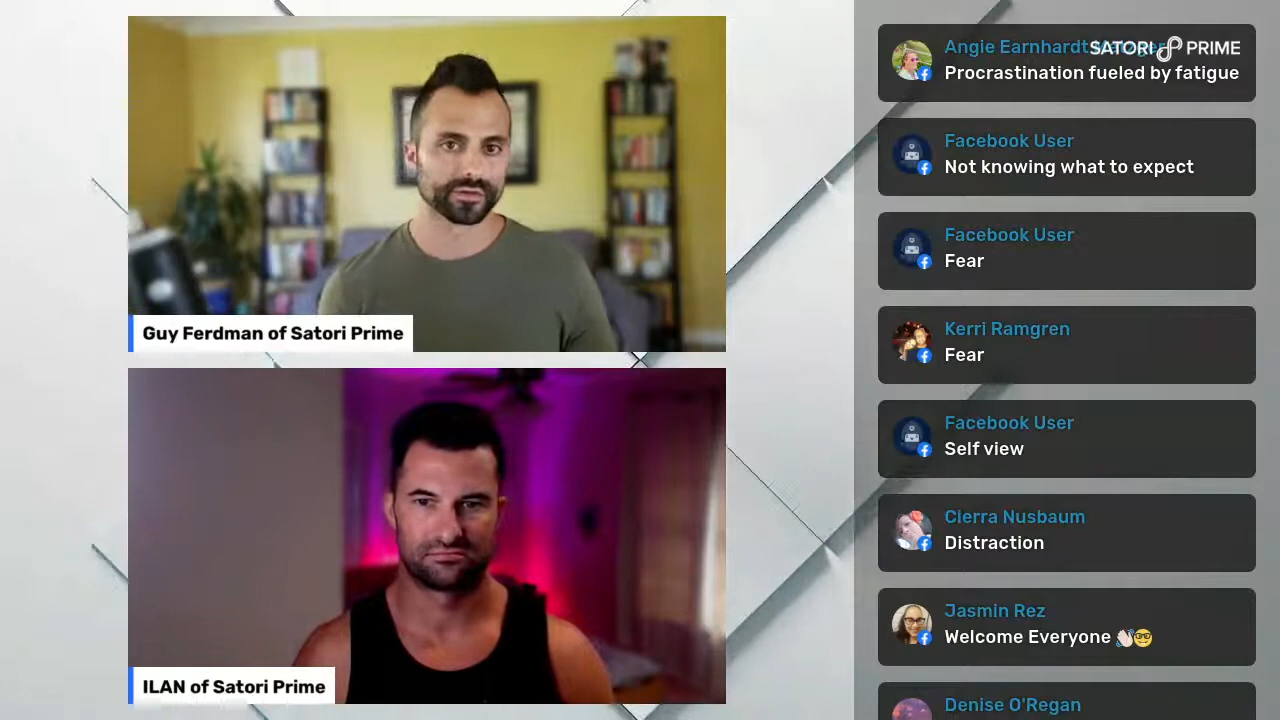 Guy Ferdman of Satori Prime
ILAN of Satori Prime
SATORI PRIME
Angie Earnhardt
Procrastination fueled by fatigue
Facebook User
Not knowing what to expect
Facebook User
Fear
Kerri Ramgren
Fear
Facebook User
Self view
Cierra Nusbaum
Distraction
Jasmin Rez
Welcome Everyone 👋🏻🤓
Denise O'Regan